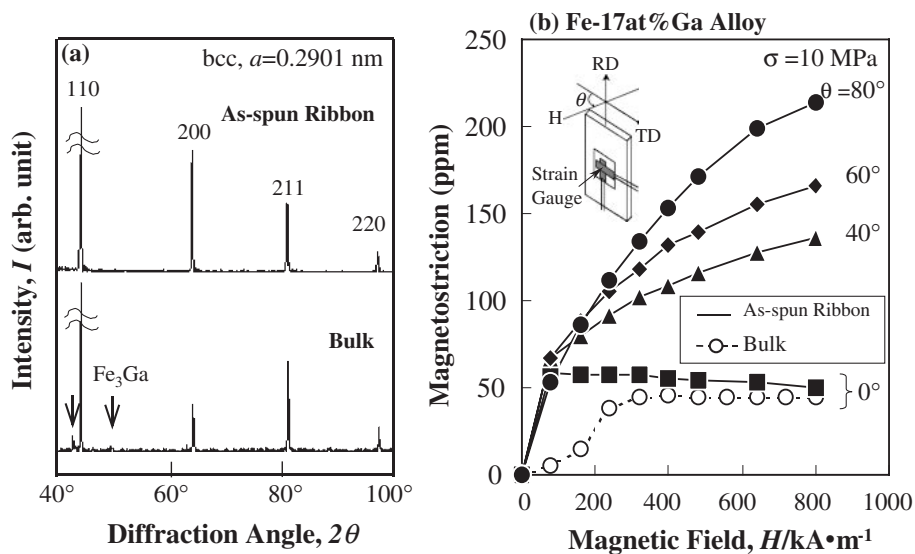 (a)
bcc, a=0.2901 nm
110
As-spun Ribbon
200
211
220
Bulk
Fe₃Ga
Intensity, I (arb. unit)
40° 60° 80° 100°
Diffraction Angle, 2θ
(b) Fe-17at%Ga Alloy
σ =10 MPa
RD
θ
H
TD
Strain
Gauge
θ =80°
60°
40°
As-spun Ribbon
Bulk
0°
250
200
150
100
50
0
Magnetostriction (ppm)
0 200 400 600 800 1000
Magnetic Field, H/kA•m⁻¹